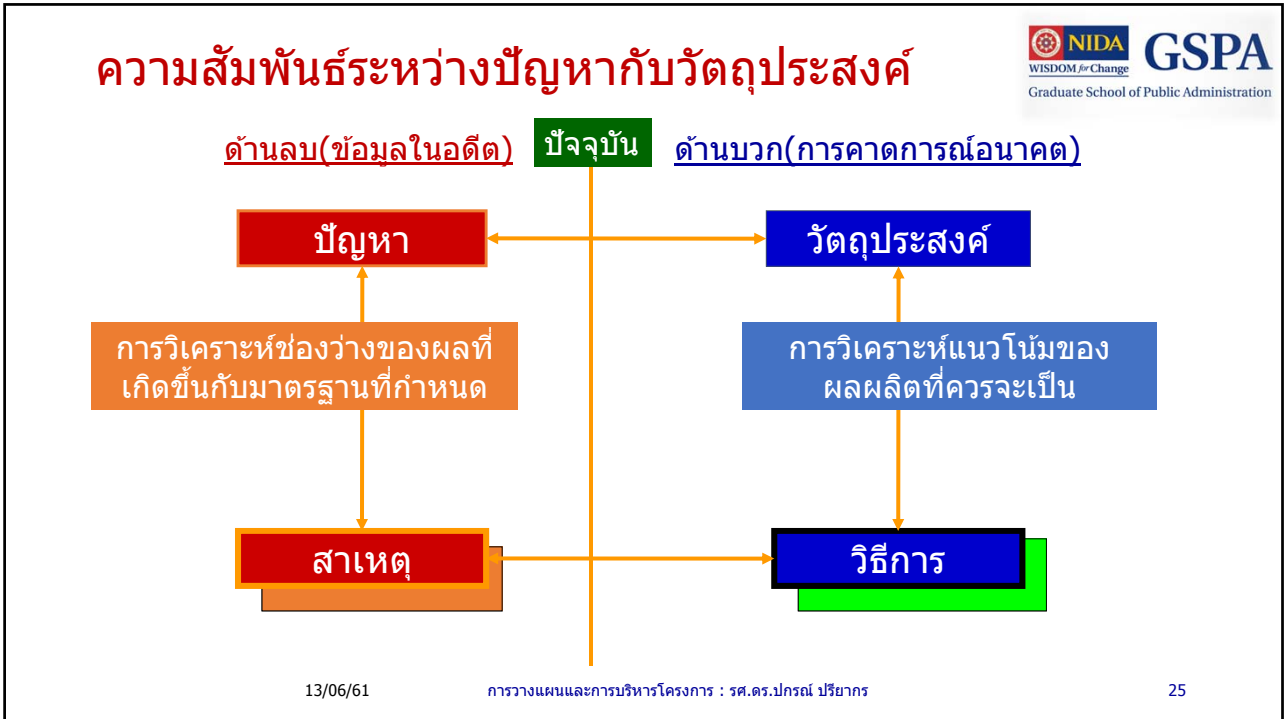 ความสัมพันธ์ระหว่างปัญหากับวัตถุประสงค์
NIDA
WISDOM for Change
GSPA
Graduate School of Public Administration
ด้านลบ(ข้อมูลในอดีต)
ปัจจุบัน
ด้านบวก(การคาดการณ์อนาคต)
ปัญหา
วัตถุประสงค์
การวิเคราะห์ช่องว่างของผลที่
เกิดขึ้นกับมาตรฐานที่กำหนด
การวิเคราะห์แนวโน้มของ
ผลผลิตที่ควรจะเป็น
สาเหตุ
วิธีการ
13/06/61
การวางแผนและการบริหารโครงการ : รศ.ดร.ปกรณ์ ปรียากร
25